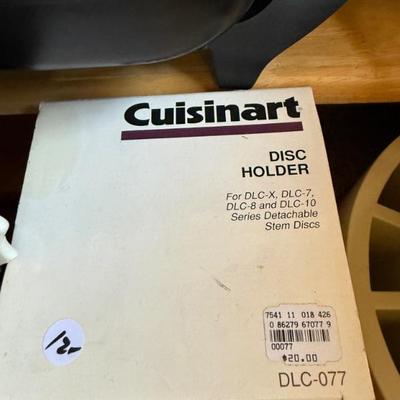 Cuisinart
DISC
HOLDER
For DLC-X, DLC-7,
DLC-8 and DLC-10
Series Detachable
Stem Discs
7541 11 018 426
0 86279 67077 9
00077
$20.00
12-
DLC-077